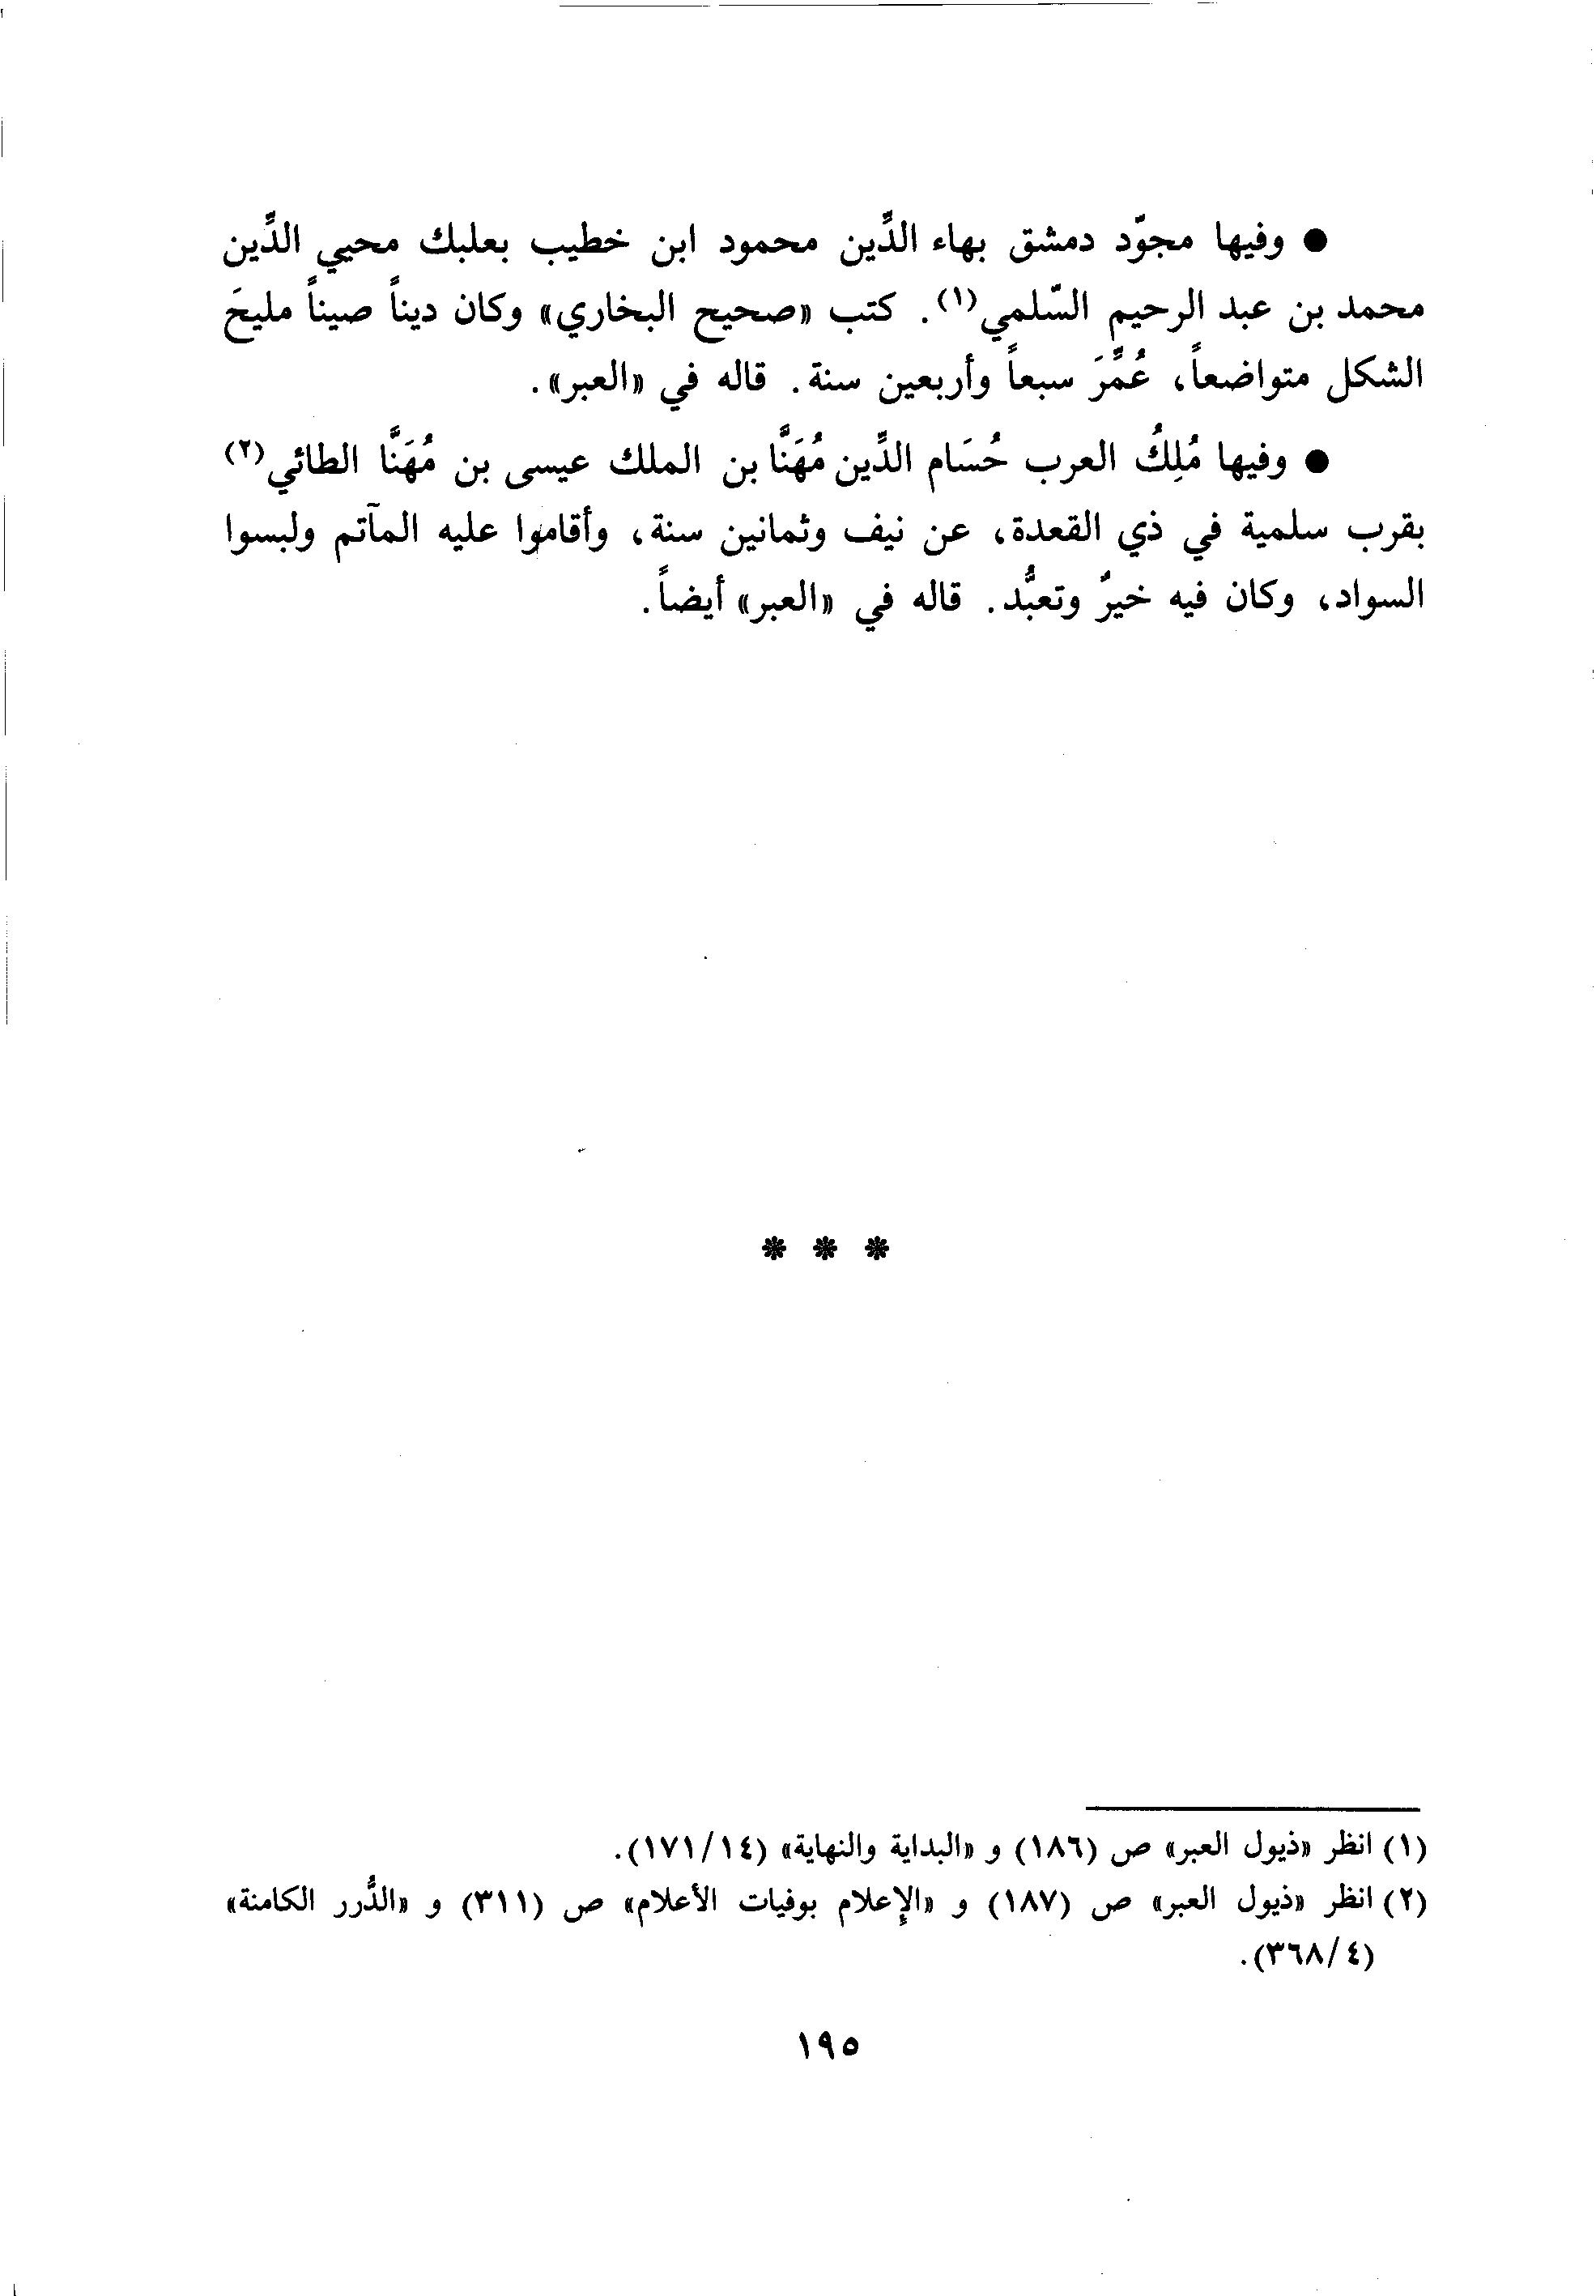 ● وفيها مجوّد دمشق بهاء الدِّين محمود ابن خطيب بعلبك محيي الدِّين
محمد بن عبد الرحيم السّلمي(١). كتب «صحيح البخاري» وكان ديناً صيناً مليحَ
الشكل متواضعاً، عُمِّرَ سبعاً وأربعين سنة. قاله في «العبر».
● وفيها مُلِكُ العرب حُسَام الدِّين مُهَنَّا بن الملك عيسى بن مُهَنَّا الطائي(٢)
بقرب سلمية في ذي القعدة، عن نيف وثمانين سنة، وأقاموا عليه المآتم ولبسوا
السواد، وكان فيه خيرٌ وتعبُّد. قاله في «العبر» أيضاً.
* * *
(١) انظر «ذيول العبر» ص (١٨٦) و «البداية والنهاية» (١٤/١٧١).
(٢) انظر «ذيول العبر» ص (١٨٧) و «الإعلام بوفيات الأعلام» ص (٣١١) و «الدُّرر الكامنة»
(٤/٣٦٨).
١٩٥